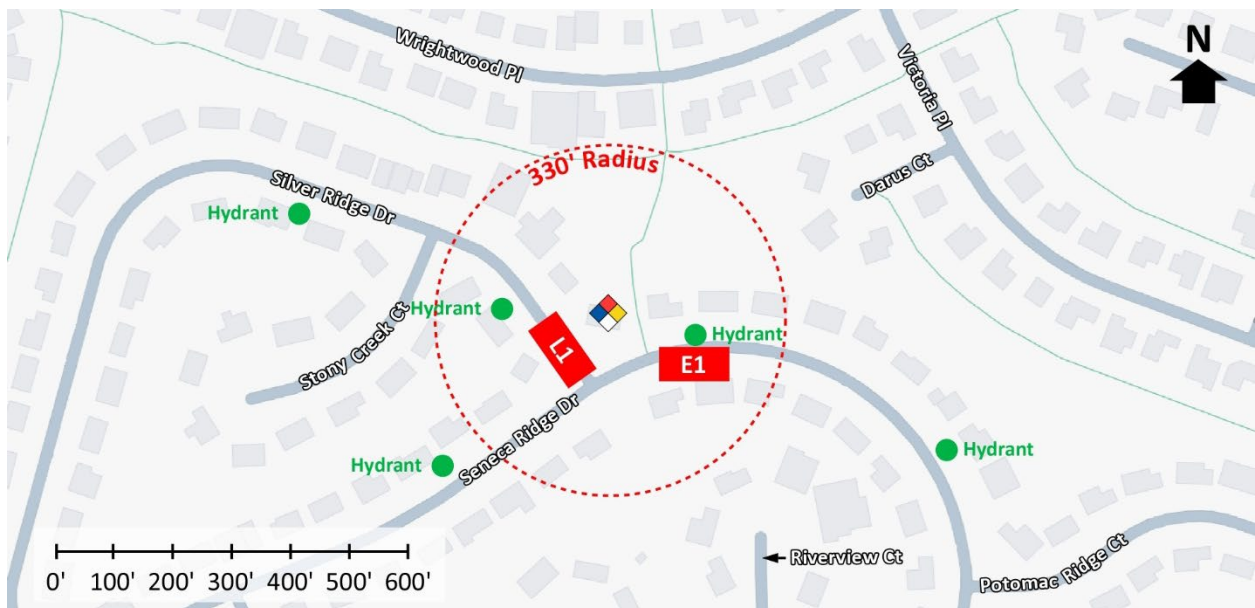 Wrightwood Pl
N
Victoria Pl
330' Radius
Darus Ct
Silver Ridge Dr
Hydrant
Hydrant
Hydrant
L1
E1
Stony Creek Ct
Seneca Ridge Dr
Hydrant
Hydrant
0' 100' 200' 300' 400' 500' 600'
Riverview Ct
Potomac Ridge Ct